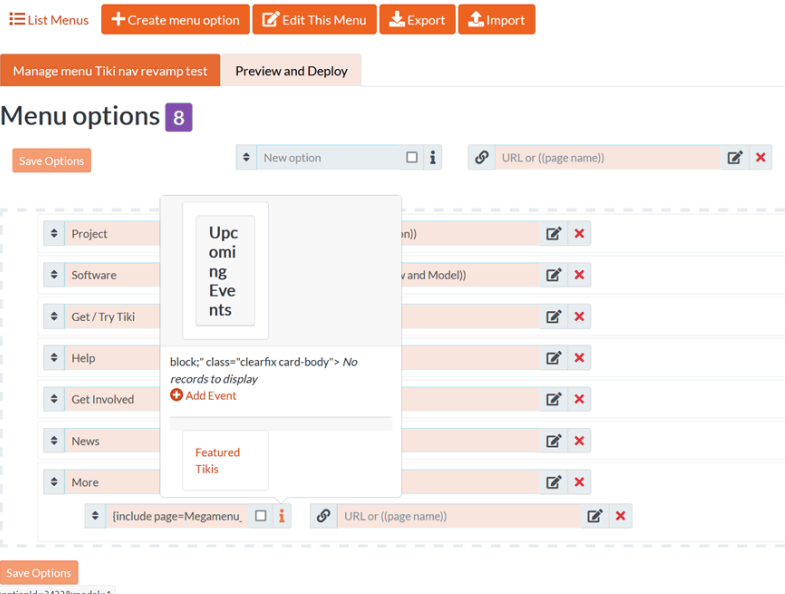 List Menus Create menu option Edit This Menu Export Import
Manage menu Tiki nav revamp test Preview and Deploy
Menu options 8
Save Options New option URL or ((page name))
Project on))
Upc
omi
ng
Eve
nts
Software w and Model))
Get / Try Tiki
Help
block;" class="clearfix card-body"> No
records to display
Add Event
Get Involved
News
Featured
Tikis
More
{include page=Megamenu_ URL or ((page name))
Save Options